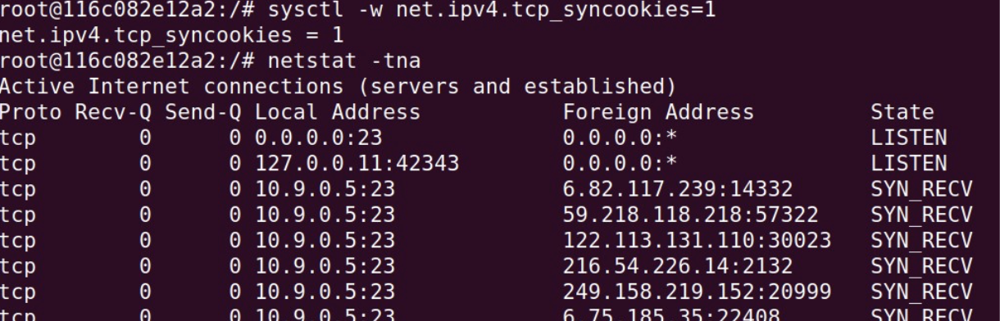 root@116c082e12a2:/# sysctl -w net.ipv4.tcp_syncookies=1
net.ipv4.tcp_syncookies = 1
root@116c082e12a2:/# netstat -tna
Active Internet connections (servers and established)
Proto Recv-Q Send-Q Local Address           Foreign Address         State
tcp        0      0 0.0.0.0:23              0.0.0.0:*               LISTEN
tcp        0      0 127.0.0.11:42343        0.0.0.0:*               LISTEN
tcp        0      0 10.9.0.5:23             6.82.117.239:14332      SYN_RECV
tcp        0      0 10.9.0.5:23             59.218.118.218:57322    SYN_RECV
tcp        0      0 10.9.0.5:23             122.113.131.110:30023   SYN_RECV
tcp        0      0 10.9.0.5:23             216.54.226.14:2132      SYN_RECV
tcp        0      0 10.9.0.5:23             249.158.219.152:20999   SYN_RECV
tcp        0      0 10.9.0.5:23             6.75.185.35:22408       SYN_RECV